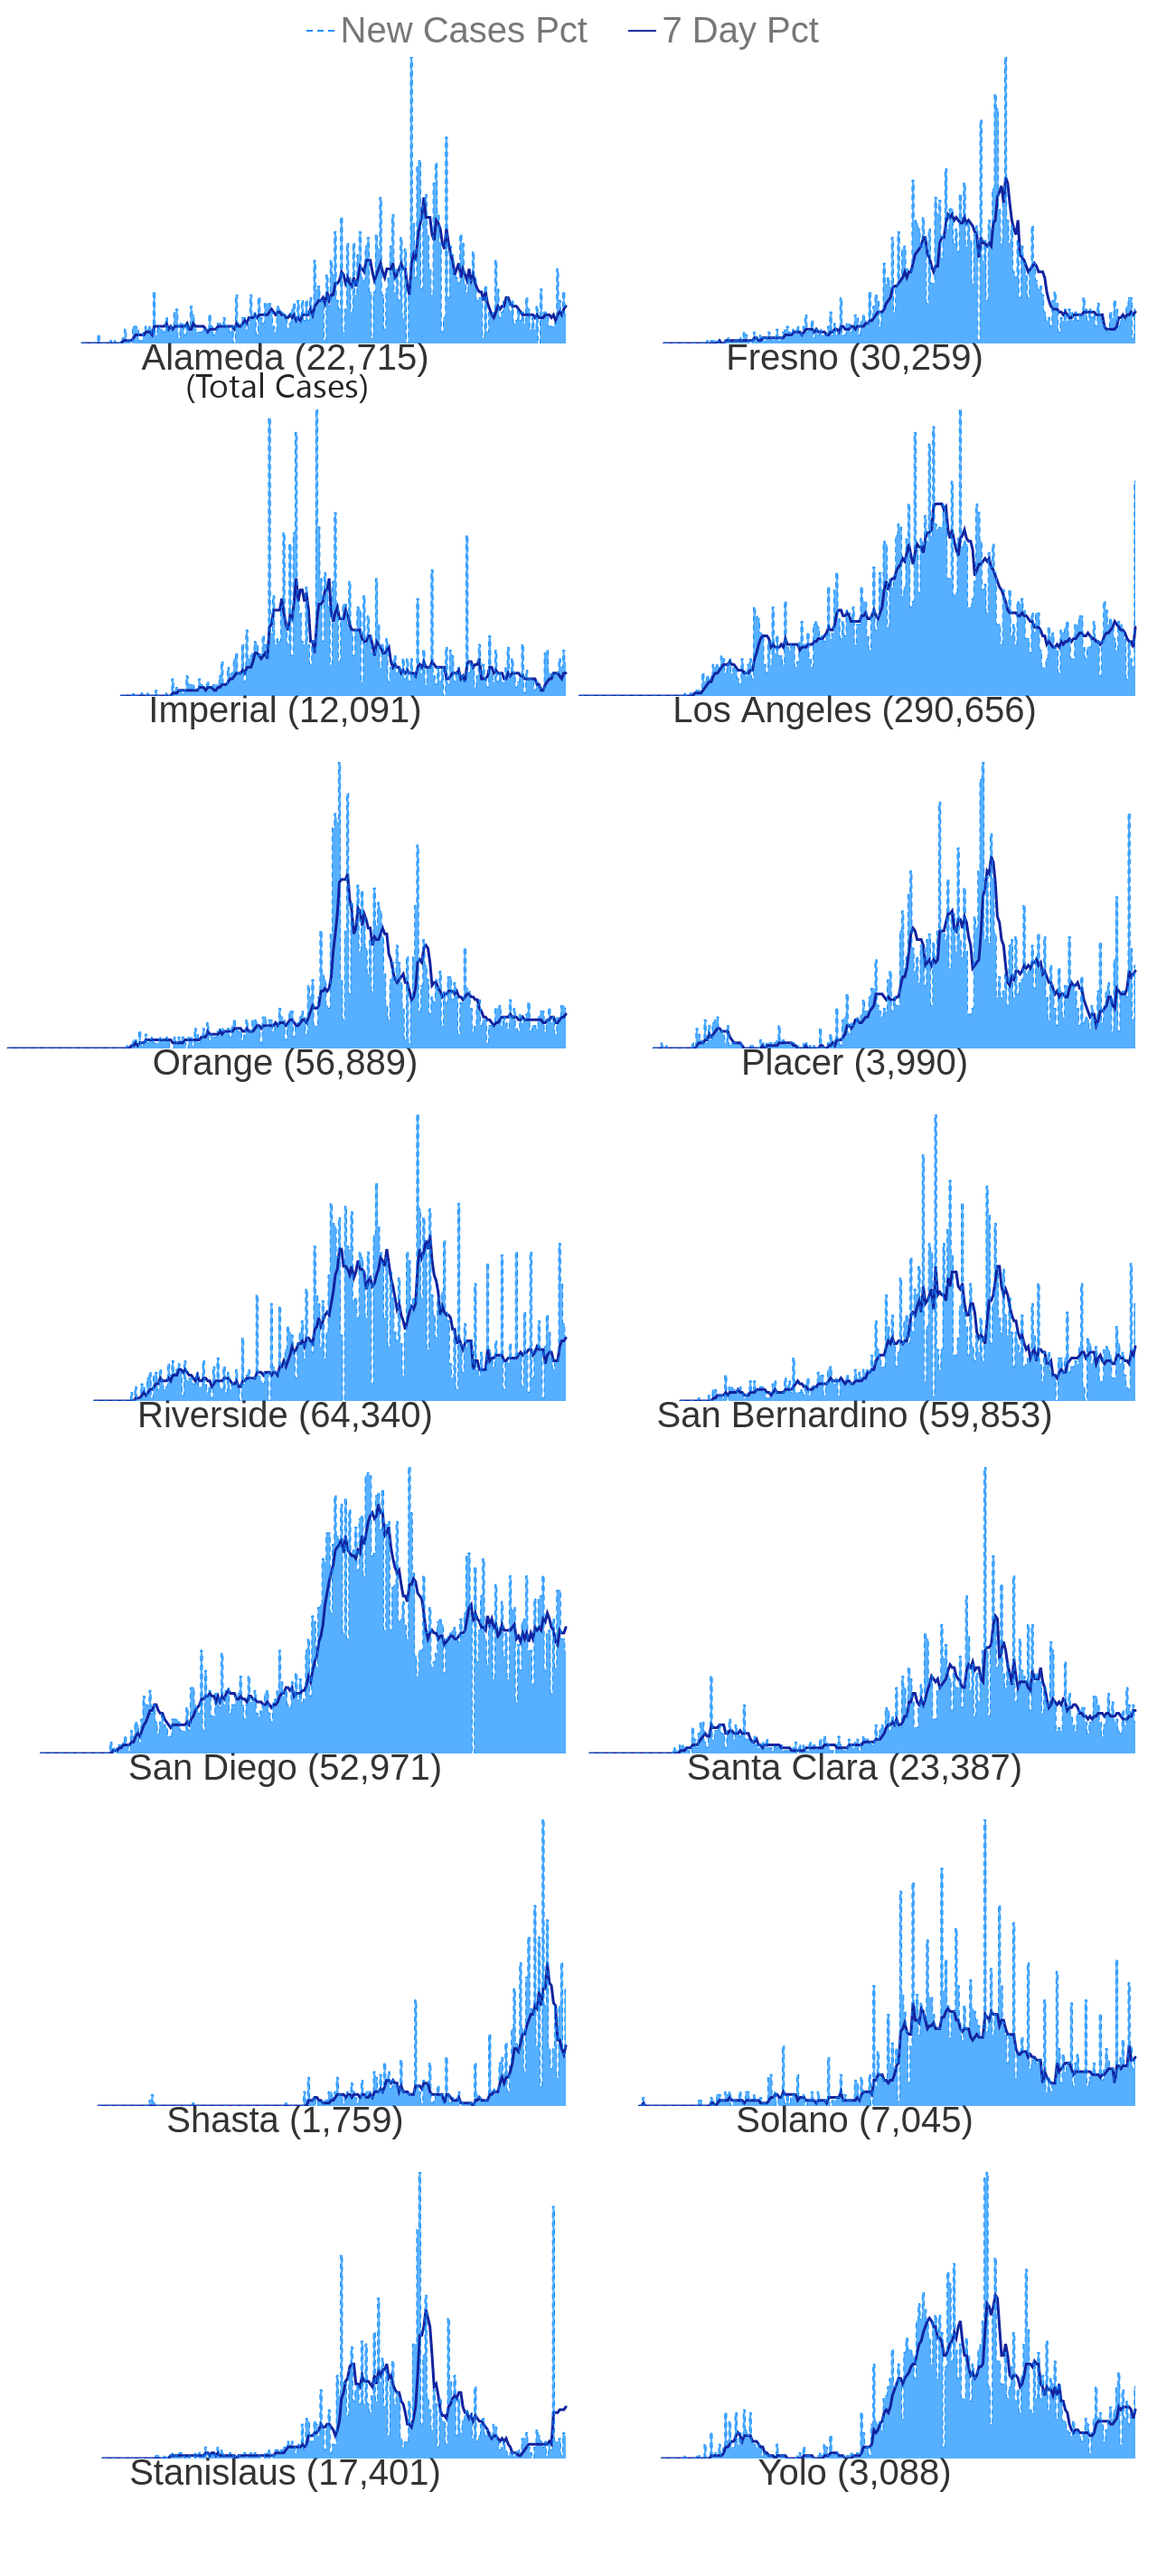 New Cases Pct 7 Day Pct
Alameda (22,715) Fresno (30,259)
(Total Cases)
Imperial (12,091) Los Angeles (290,656)
Orange (56,889) Placer (3,990)
Riverside (64,340) San Bernardino (59,853)
San Diego (52,971) Santa Clara (23,387)
Shasta (1,759) Solano (7,045)
Stanislaus (17,401) Yolo (3,088)